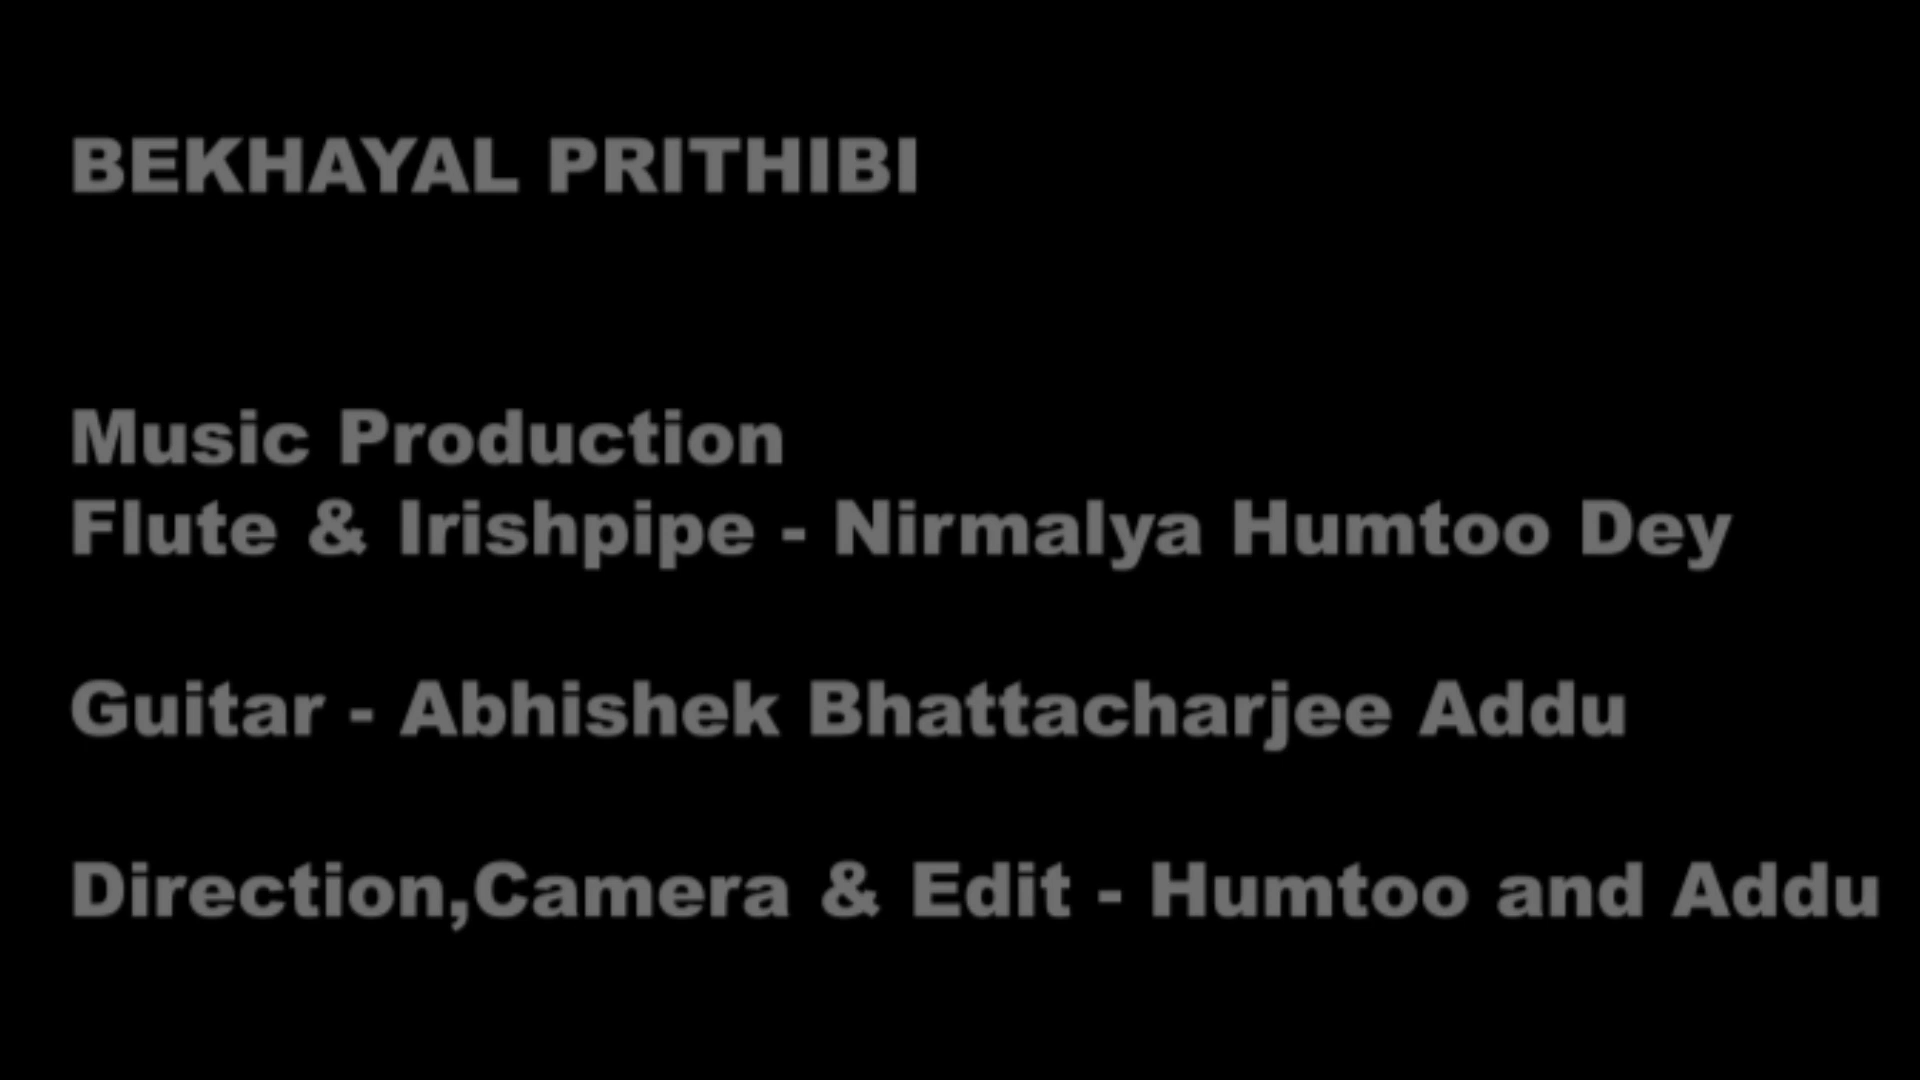 BEKHAYAL PRITHIBI
Music Production
Flute & Irishpipe - Nirmalya Humtoo Dey
Guitar - Abhishek Bhattacharjee Addu
Direction,Camera & Edit - Humtoo and Addu